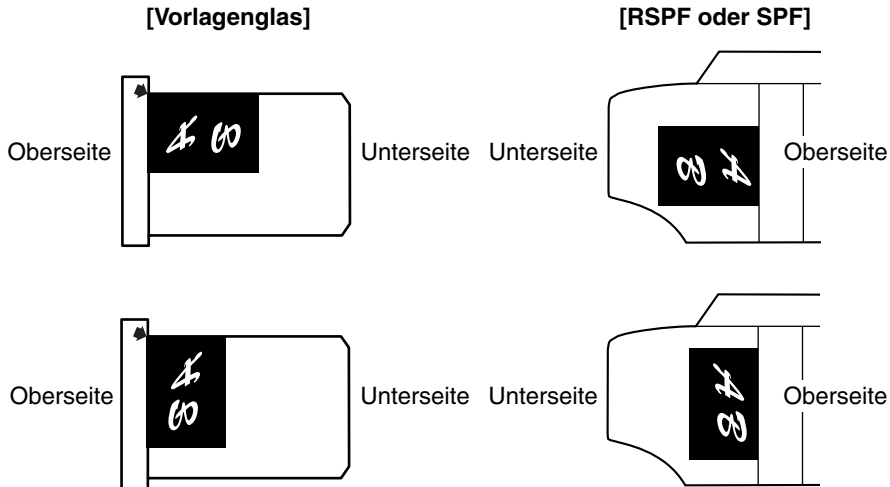 [Vorlagenglas] [RSPF oder SPF]
Oberseite A B Unterseite Unterseite B A Oberseite
Oberseite A B Unterseite Unterseite A B Oberseite